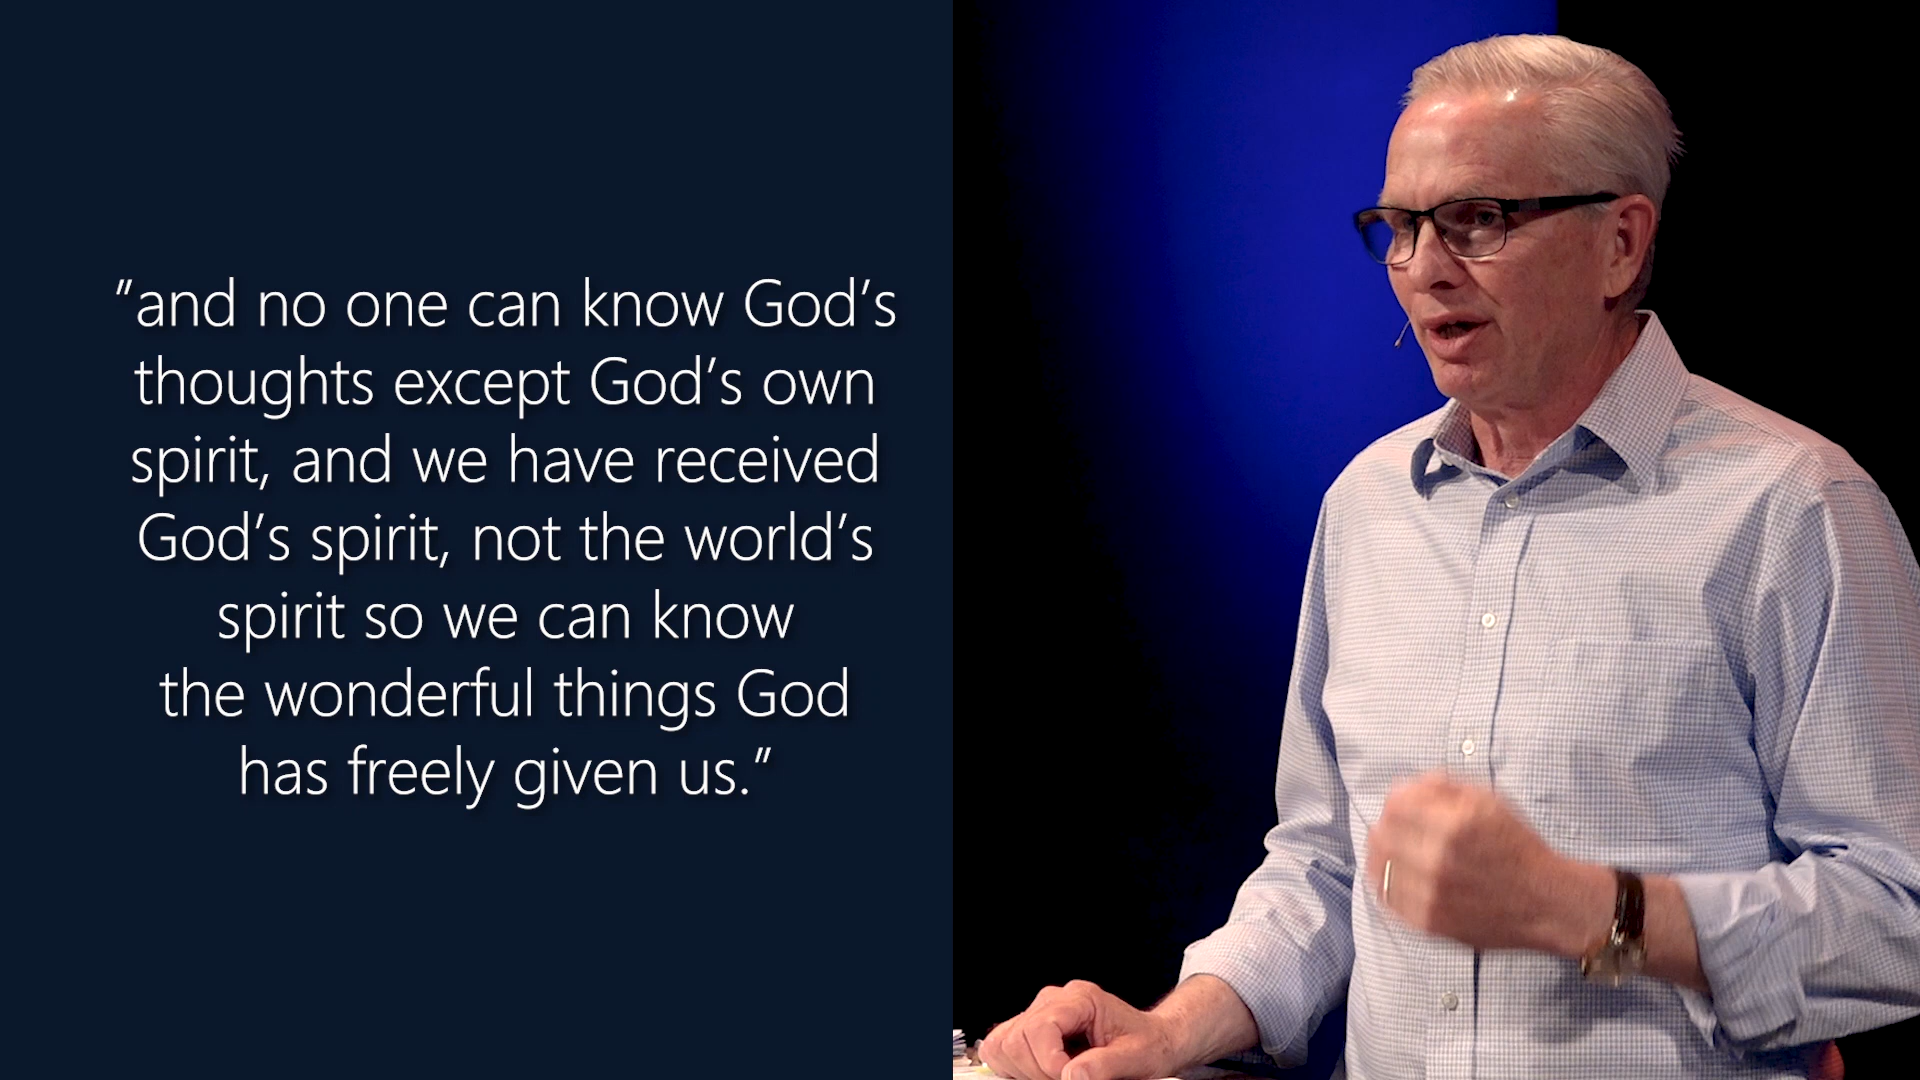 "and no one can know God's
thoughts except God's own
spirit, and we have received
God's spirit, not the world's
spirit so we can know
the wonderful things God
has freely given us."